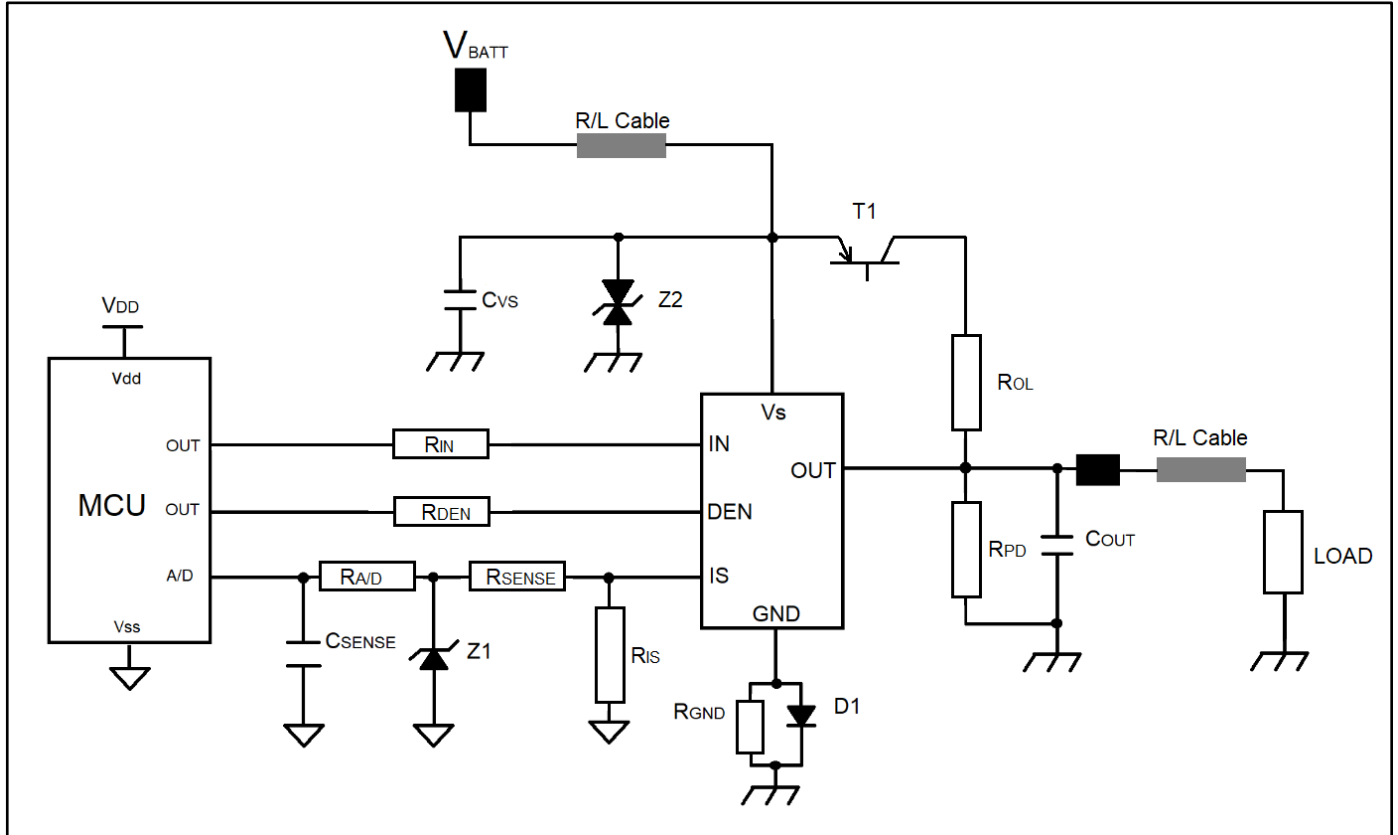 VBATT
R/L Cable
T1
CVS
Z2
VDD
Vdd
ROL
Vs
R/L Cable
OUT
RIN
IN
OUT
MCU
OUT
RDEN
DEN
RPD
COUT
LOAD
A/D
RA/D
RSENSE
IS
Vss
CSENSE
Z1
RIS
GND
RGND
D1